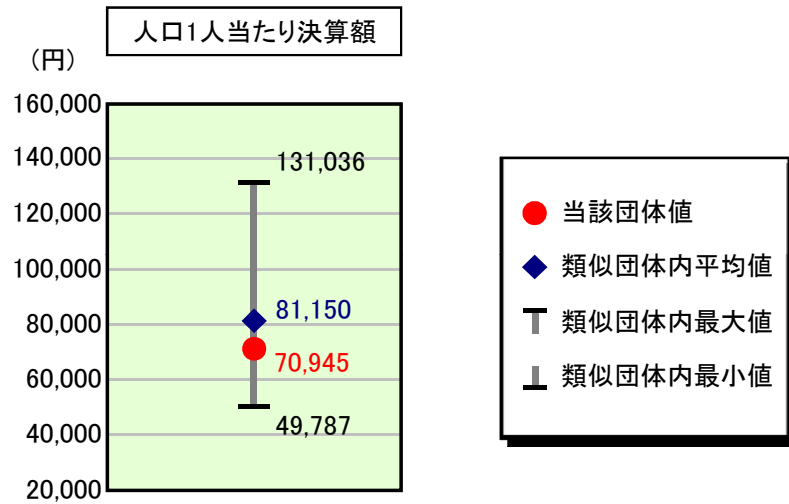 人口1人当たり決算額
(円)
160,000
140,000
120,000
100,000
80,000
60,000
40,000
20,000
131,036
81,150
70,945
49,787
当該団体値
類似団体内平均値
類似団体内最大値
類似団体内最小値